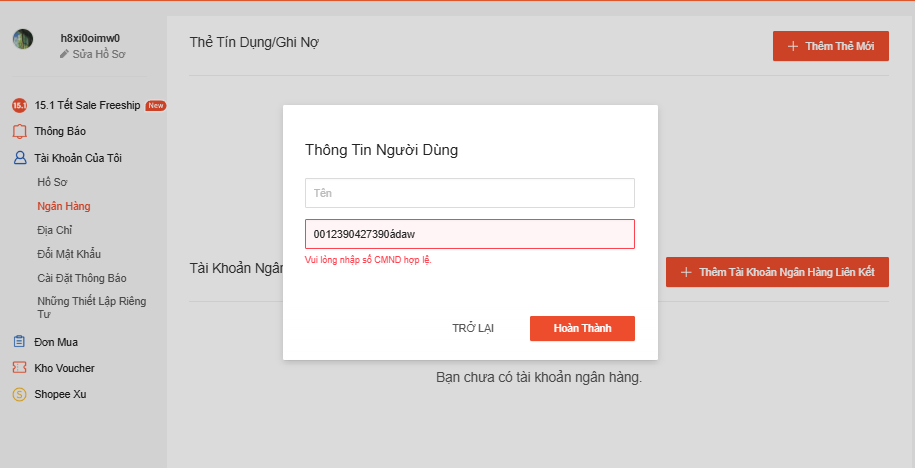 h8xi0oimw0
Sửa Hồ Sơ
15.1
15.1 Tết Sale Freeship
New
Thông Báo
Tài Khoản Của Tôi
Hồ Sơ
Ngân Hàng
Địa Chỉ
Đổi Mật Khẩu
Cài Đặt Thông Báo
Những Thiết Lập Riêng
Tư
Đơn Mua
Kho Voucher
Shopee Xu
Thẻ Tín Dụng/Ghi Nợ
Thêm Thẻ Mới
Thông Tin Người Dùng
Tên
0012390427390ádaw
Vui lòng nhập số CMND hợp lệ.
TRỞ LẠI
Hoàn Thành
Tài Khoản Ngân
Thêm Tài Khoản Ngân Hàng Liên Kết
Bạn chưa có tài khoản ngân hàng.